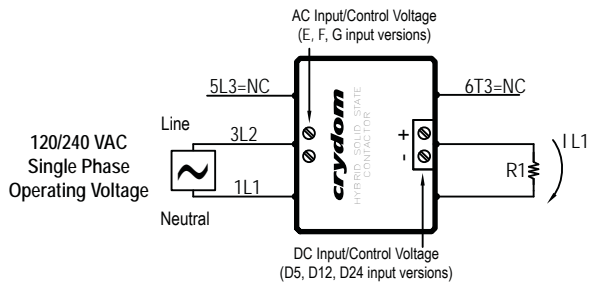 AC Input/Control Voltage
(E, F, G input versions)
5L3=NC
6T3=NC
120/240 VAC
Single Phase
Operating Voltage
Line
3L2
1L1
Neutral
crydom
HYBRID SOLID STATE
CONTACTOR
+
-
R1
I L1
DC Input/Control Voltage
(D5, D12, D24 input versions)